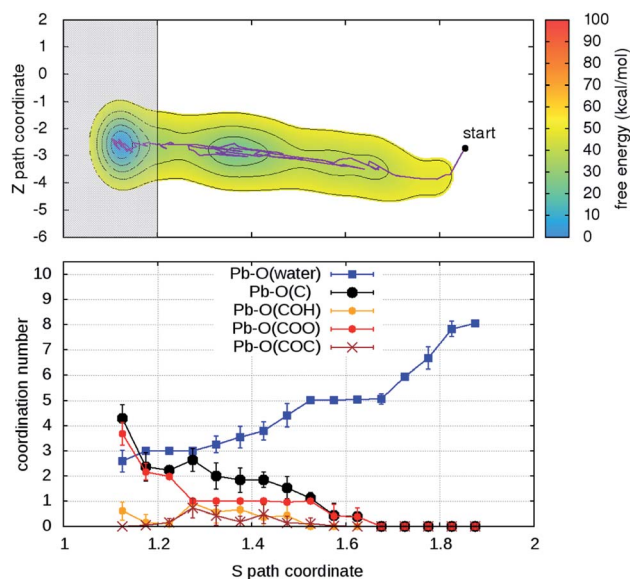 2
1
0
-1
-2
-3
-4
-5
-6
Z path coordinate
start
100
90
80
70
60
50
40
30
20
10
0
free energy (kcal/mol)
10
9
8
7
6
5
4
3
2
1
0
coordination number
Pb-O(water)
Pb-O(C)
Pb-O(COH)
Pb-O(COO)
Pb-O(COC)
1 1.2 1.4 1.6 1.8 2
S path coordinate